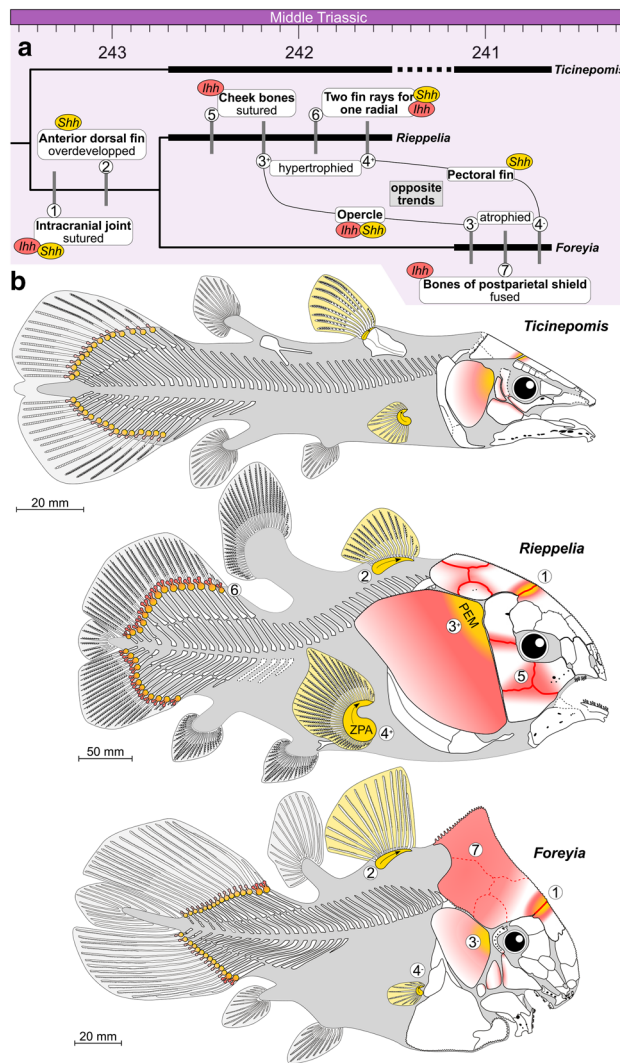 Middle Triassic
a
243
242
241
Ticinepomis
Ihh
Cheek bones
sutured
Two fin rays for
one radial
Shh
Ihh
5
6
Shh
Anterior dorsal fin
overdevelopped
Rieppelia
2
3+
hypertrophied
4+
Pectoral fin
Shh
opposite
trends
1
Intracranial joint
sutured
Ihh
Shh
Opercle
Ihh
Shh
3-
atrophied
4-
Foreyia
7
Ihh
Bones of postparietal shield
fused
b
Ticinepomis
20 mm
Rieppelia
2
1
6
PEM
3+
5
ZPA
4+
50 mm
Foreyia
7
2
1
3-
4-
20 mm